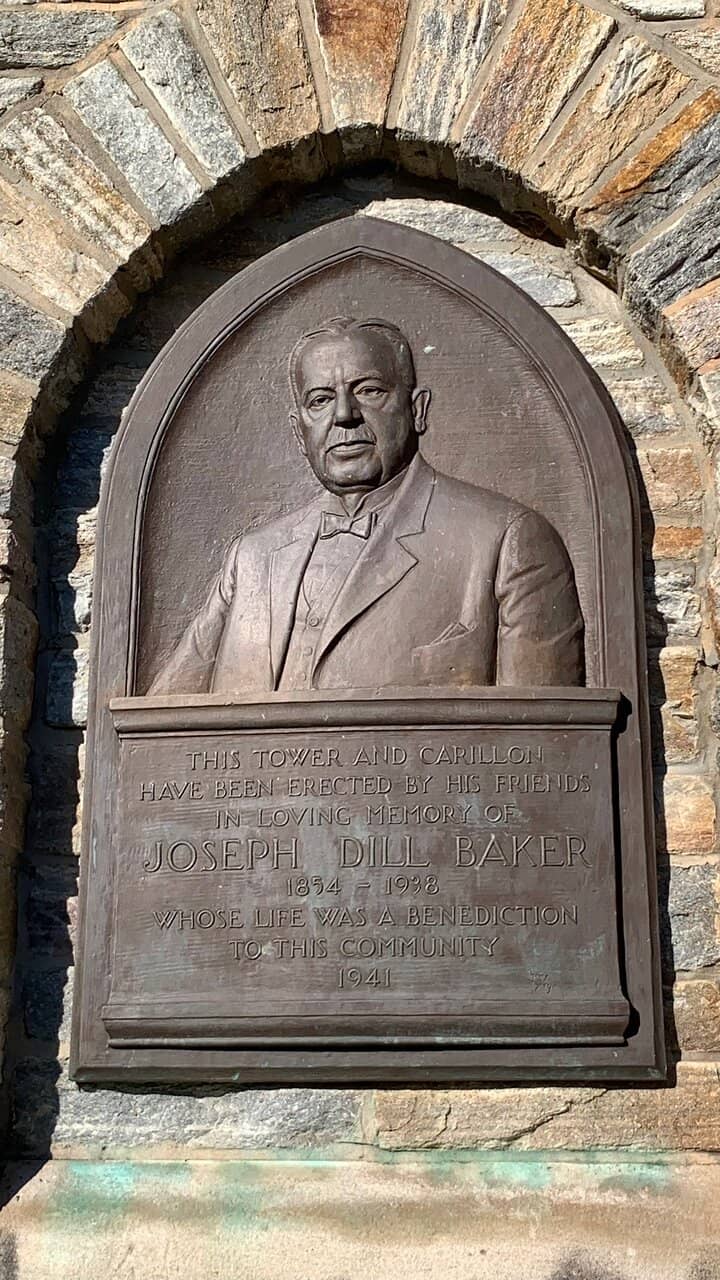 THIS TOWER AND CARILLON
HAVE BEEN ERECTED BY HIS FRIENDS
IN LOVING MEMORY OF
JOSEPH DILL BAKER
1854 – 1938
WHOSE LIFE WAS A BENEDICTION
TO THIS COMMUNITY
1941